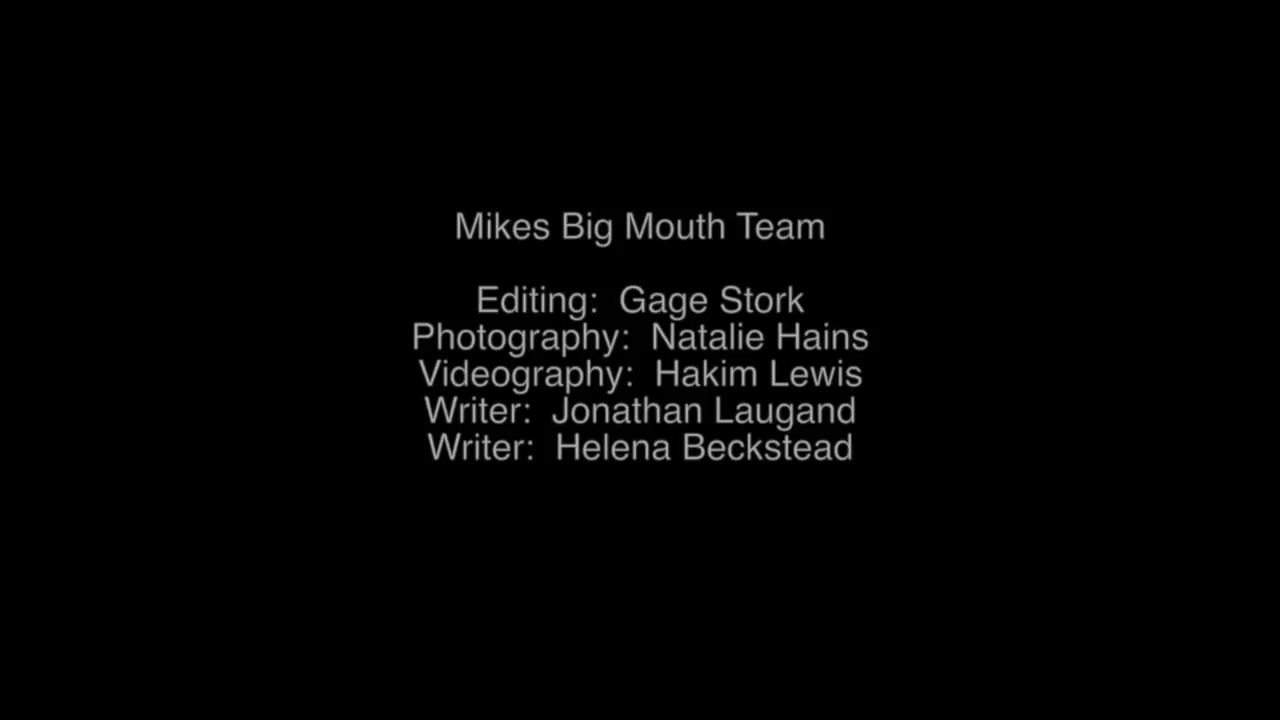 Mikes Big Mouth Team
Editing:  Gage Stork
Photography:  Natalie Hains
Videography:  Hakim Lewis
Writer:  Jonathan Laugand
Writer:  Helena Beckstead